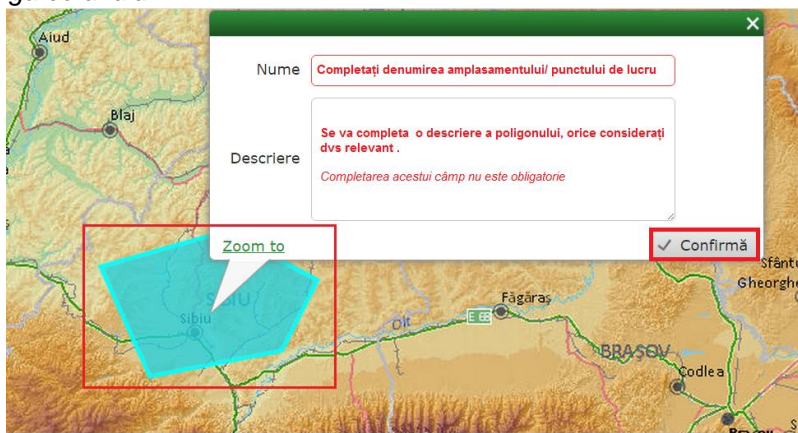 Aiud
Blaj
Nume
Completați denumirea amplasamentului/ punctului de lucru
Descriere
Se va completa o descriere a poligonului, orice considerați
dvs relevant .
Completarea acestui câmp nu este obligatorie
Zoom to
Confirmă
SIBIU
Sibiu
Olt
E 68
Făgăraș
BRAȘOV
Codlea